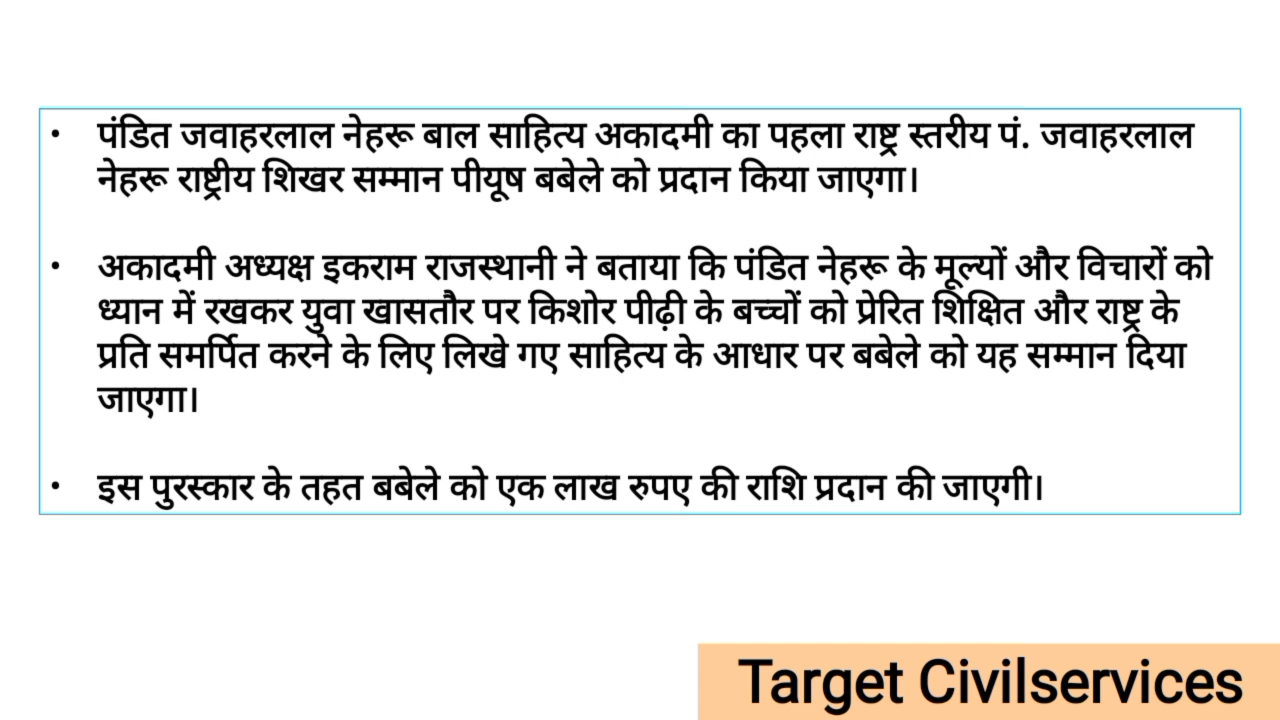 • पंडित जवाहरलाल नेहरू बाल साहित्य अकादमी का पहला राष्ट्र स्तरीय पं. जवाहरलाल
नेहरू राष्ट्रीय शिखर सम्मान पीयूष बबेले को प्रदान किया जाएगा।
• अकादमी अध्यक्ष इकराम राजस्थानी ने बताया कि पंडित नेहरू के मूल्यों और विचारों को
ध्यान में रखकर युवा खासतौर पर किशोर पीढ़ी के बच्चों को प्रेरित शिक्षित और राष्ट्र के
प्रति समर्पित करने के लिए लिखे गए साहित्य के आधार पर बबेले को यह सम्मान दिया
जाएगा।
• इस पुरस्कार के तहत बबेले को एक लाख रुपए की राशि प्रदान की जाएगी।
Target Civilservices